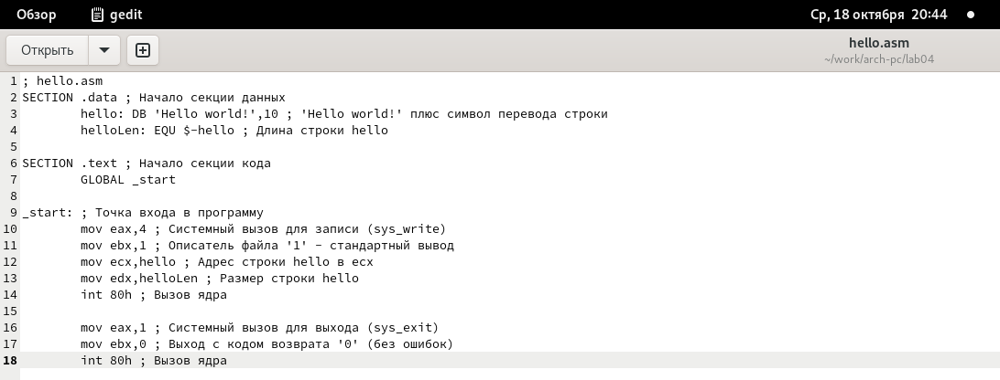 Обзор gedit Ср, 18 октября 20:44
Открыть hello.asm
~/work/arch-pc/lab04
1 ; hello.asm
2 SECTION .data ; Начало секции данных
3 hello: DB 'Hello world!',10 ; 'Hello world!' плюс символ перевода строки
4 helloLen: EQU $-hello ; Длина строки hello
5
6 SECTION .text ; Начало секции кода
7 GLOBAL _start
8
9 _start: ; Точка входа в программу
10 mov eax,4 ; Системный вызов для записи (sys_write)
11 mov ebx,1 ; Описатель файла '1' - стандартный вывод
12 mov ecx,hello ; Адрес строки hello в ecx
13 mov edx,helloLen ; Размер строки hello
14 int 80h ; Вызов ядра
15
16 mov eax,1 ; Системный вызов для выхода (sys_exit)
17 mov ebx,0 ; Выход с кодом возврата '0' (без ошибок)
18 int 80h ; Вызов ядра